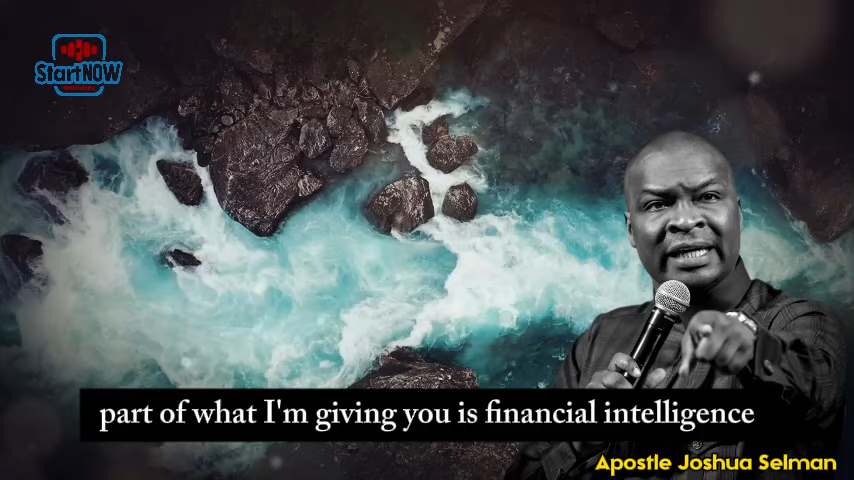 StartNOW
part of what I'm giving you is financial intelligence
Apostle Joshua Selman